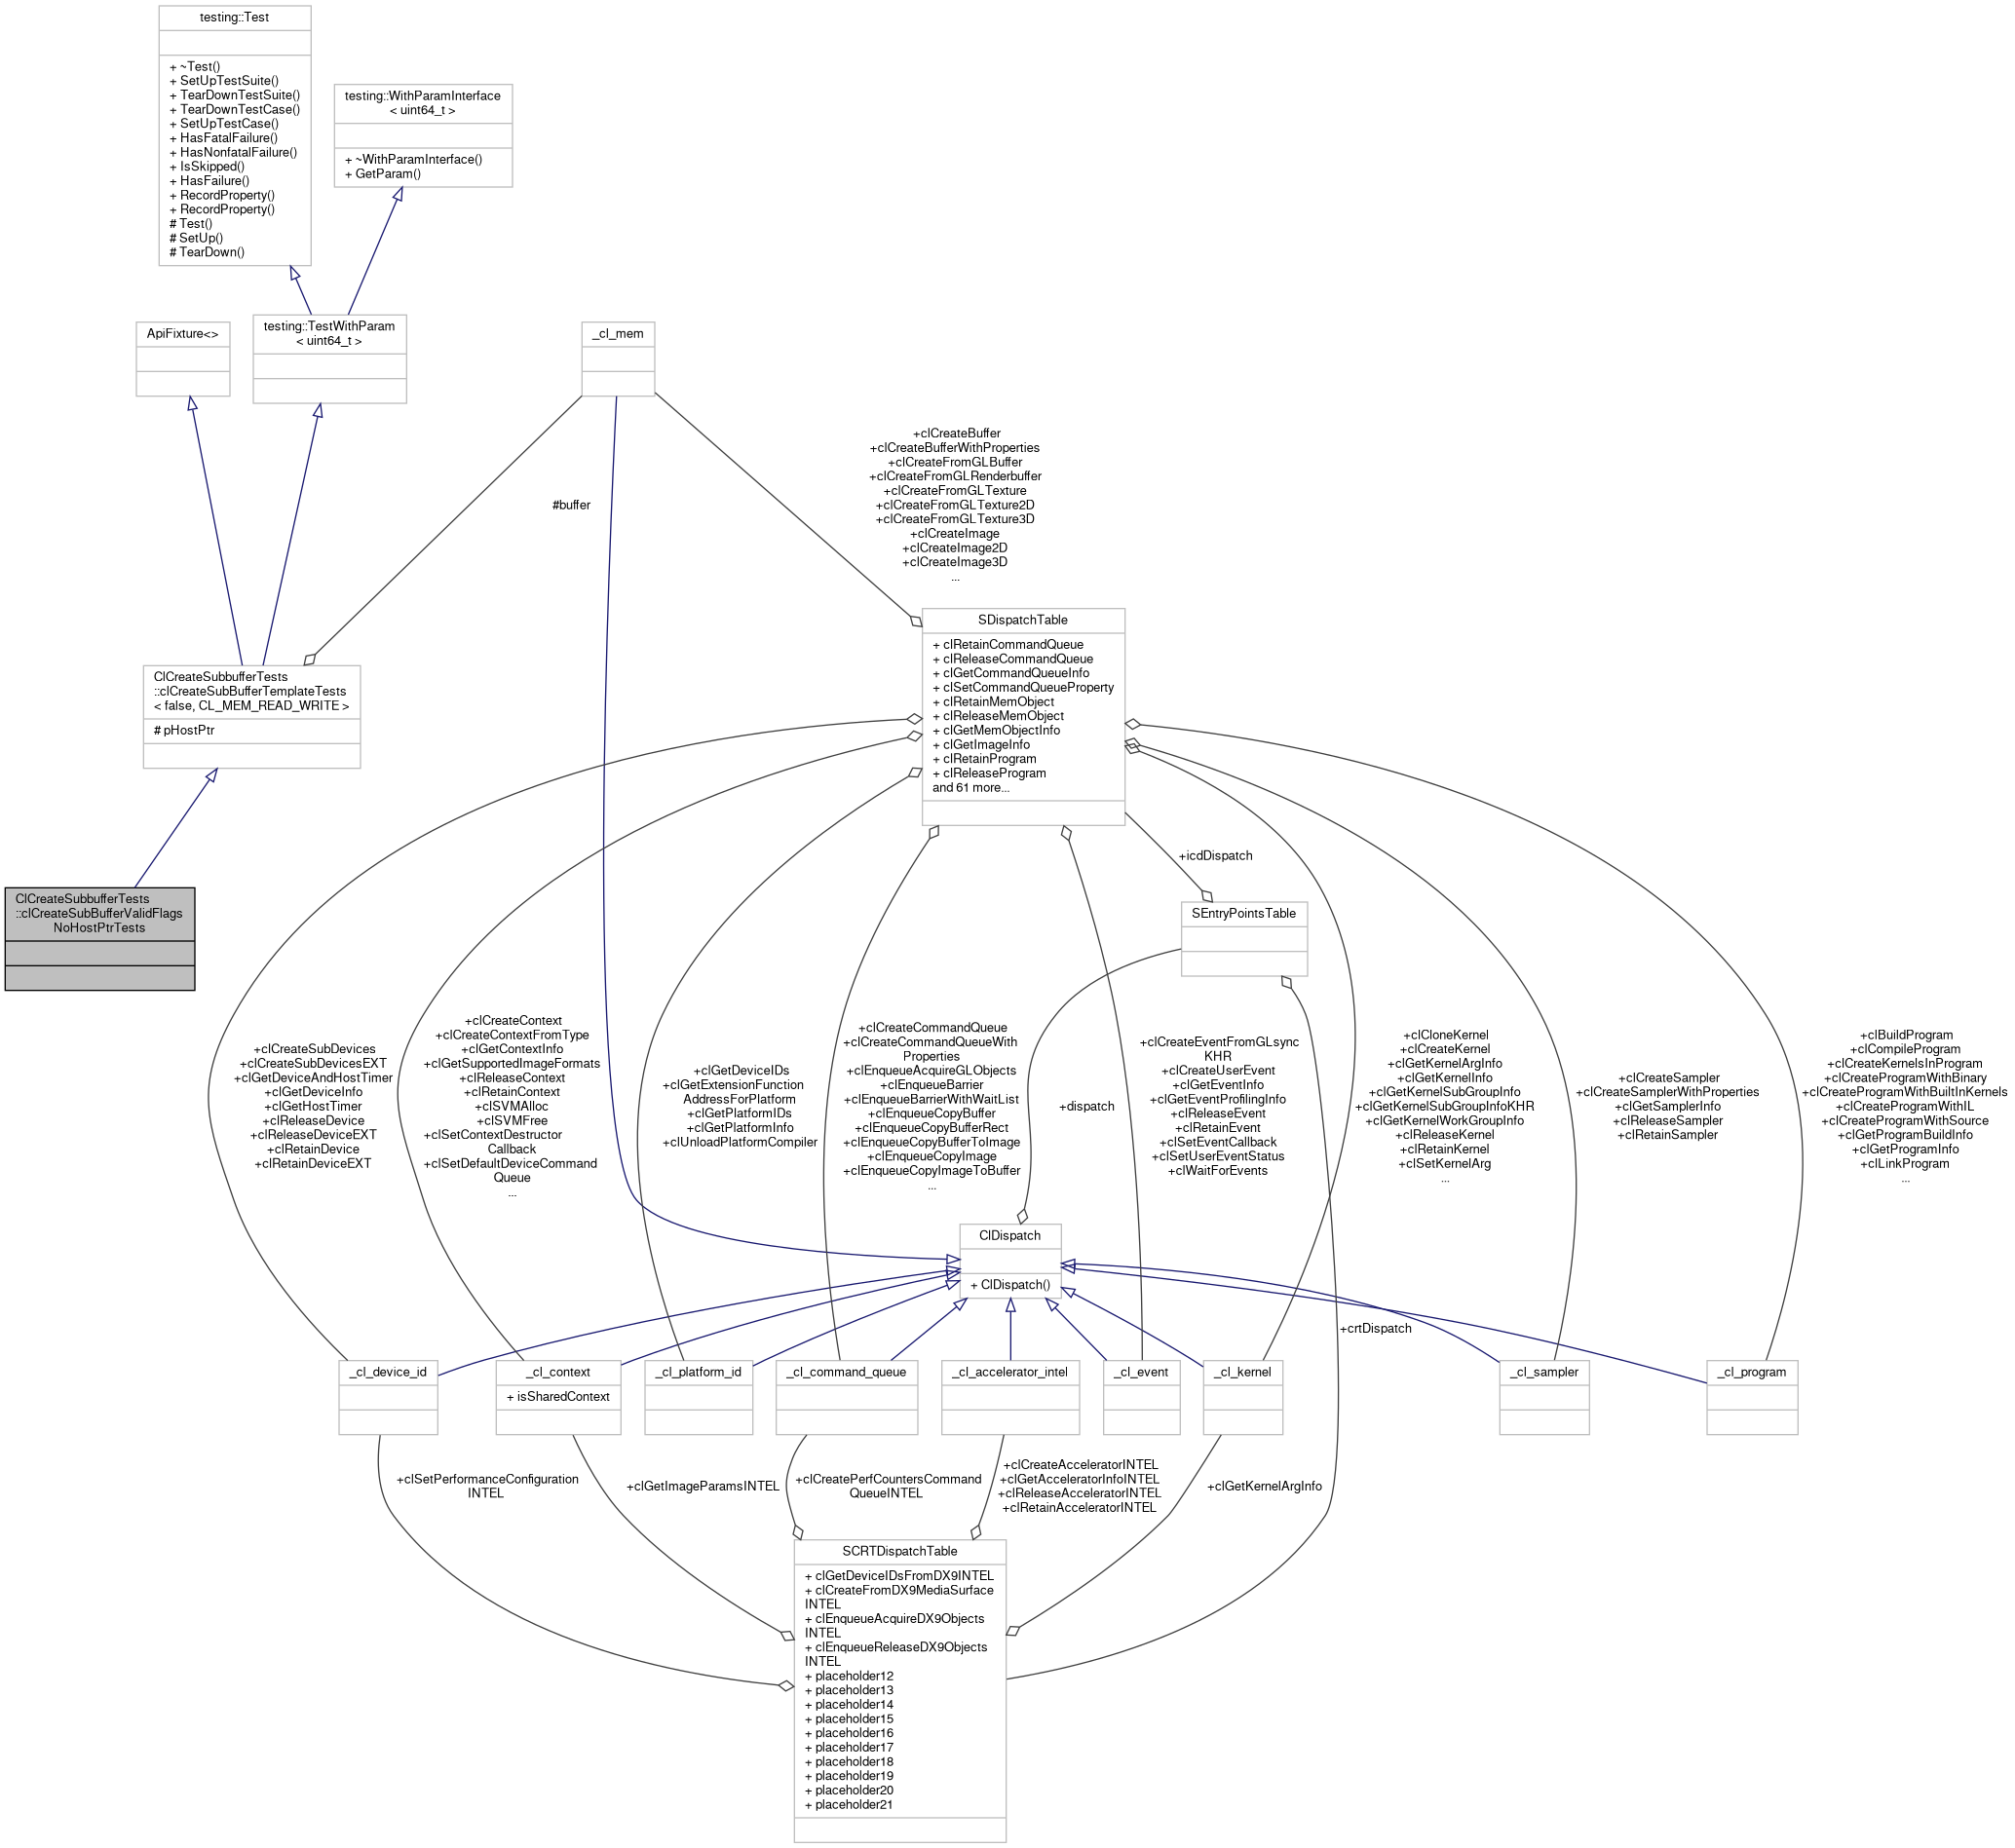 testing::Test
+ ~Test()
+ SetUpTestSuite()
+ TearDownTestSuite()
+ TearDownTestCase()
+ SetUpTestCase()
+ HasFatalFailure()
+ HasNonfatalFailure()
+ IsSkipped()
+ HasFailure()
+ RecordProperty()
+ RecordProperty()
# Test()
# SetUp()
# TearDown()
testing::WithParamInterface
< uint64_t >
+ ~WithParamInterface()
+ GetParam()
ApiFixture<>
testing::TestWithParam
< uint64_t >
_cl_mem
#buffer
+clCreateBuffer
+clCreateBufferWithProperties
+clCreateFromGLBuffer
+clCreateFromGLRenderbuffer
+clCreateFromGLTexture
+clCreateFromGLTexture2D
+clCreateFromGLTexture3D
+clCreateImage
+clCreateImage2D
+clCreateImage3D
...
ClCreateSubbufferTests
::clCreateSubBufferTemplateTests
< false, CL_MEM_READ_WRITE >
# pHostPtr
SDispatchTable
+ clRetainCommandQueue
+ clReleaseCommandQueue
+ clGetCommandQueueInfo
+ clSetCommandQueueProperty
+ clRetainMemObject
+ clReleaseMemObject
+ clGetMemObjectInfo
+ clGetImageInfo
+ clRetainProgram
+ clReleaseProgram
and 61 more...
+icdDispatch
ClCreateSubbufferTests
::clCreateSubBufferValidFlags
NoHostPtrTests
SEntryPointsTable
+clCreateSubDevices
+clCreateSubDevicesEXT
+clGetDeviceAndHostTimer
+clGetDeviceInfo
+clGetHostTimer
+clReleaseDevice
+clReleaseDeviceEXT
+clRetainDevice
+clRetainDeviceEXT
+clCreateContext
+clCreateContextFromType
+clGetContextInfo
+clGetSupportedImageFormats
+clReleaseContext
+clRetainContext
+clSVMAlloc
+clSVMFree
+clSetContextDestructor
Callback
+clSetDefaultDeviceCommand
Queue
...
+clGetDeviceIDs
+clGetExtensionFunction
AddressForPlatform
+clGetPlatformIDs
+clGetPlatformInfo
+clUnloadPlatformCompiler
+clCreateCommandQueue
+clCreateCommandQueueWith
Properties
+clEnqueueAcquireGLObjects
+clEnqueueBarrier
+clEnqueueBarrierWithWaitList
+clEnqueueCopyBuffer
+clEnqueueCopyBufferRect
+clEnqueueCopyBufferToImage
+clEnqueueCopyImage
+clEnqueueCopyImageToBuffer
...
+dispatch
+clCreateEventFromGLsync
KHR
+clCreateUserEvent
+clGetEventInfo
+clGetEventProfilingInfo
+clReleaseEvent
+clRetainEvent
+clSetEventCallback
+clSetUserEventStatus
+clWaitForEvents
+clCloneKernel
+clCreateKernel
+clGetKernelArgInfo
+clGetKernelInfo
+clGetKernelSubGroupInfo
+clGetKernelSubGroupInfoKHR
+clGetKernelWorkGroupInfo
+clReleaseKernel
+clRetainKernel
+clSetKernelArg
...
+clCreateSampler
+clCreateSamplerWithProperties
+clGetSamplerInfo
+clReleaseSampler
+clRetainSampler
+clBuildProgram
+clCompileProgram
+clCreateKernelsInProgram
+clCreateProgramWithBinary
+clCreateProgramWithBuiltInKernels
+clCreateProgramWithIL
+clCreateProgramWithSource
+clGetProgramBuildInfo
+clGetProgramInfo
+clLinkProgram
...
ClDispatch
+ ClDispatch()
+crtDispatch
_cl_device_id
_cl_context
+ isSharedContext
_cl_platform_id
_cl_command_queue
_cl_accelerator_intel
_cl_event
_cl_kernel
_cl_sampler
_cl_program
+clSetPerformanceConfiguration
INTEL
+clGetImageParamsINTEL
+clCreatePerfCountersCommand
QueueINTEL
+clCreateAcceleratorINTEL
+clGetAcceleratorInfoINTEL
+clReleaseAcceleratorINTEL
+clRetainAcceleratorINTEL
+clGetKernelArgInfo
SCRTDispatchTable
+ clGetDeviceIDsFromDX9INTEL
+ clCreateFromDX9MediaSurface
INTEL
+ clEnqueueAcquireDX9Objects
INTEL
+ clEnqueueReleaseDX9Objects
INTEL
+ placeholder12
+ placeholder13
+ placeholder14
+ placeholder15
+ placeholder16
+ placeholder17
+ placeholder18
+ placeholder19
+ placeholder20
+ placeholder21